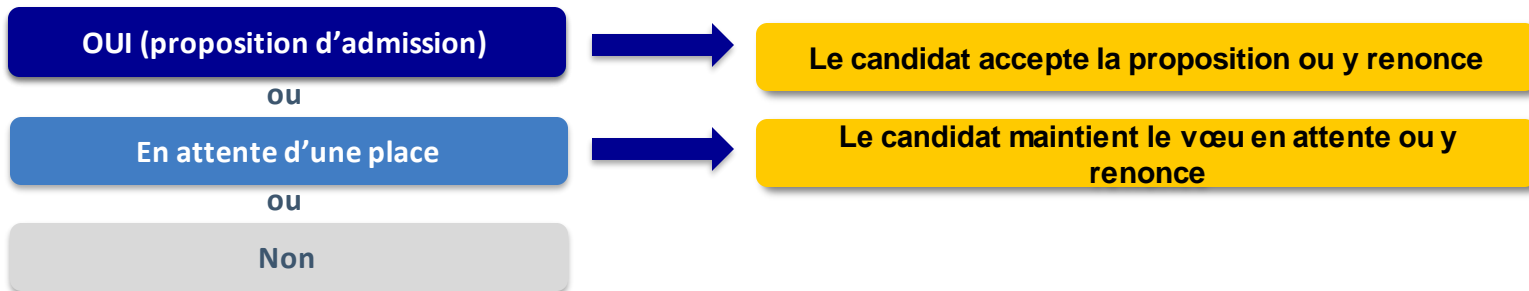 OUI (proposition d’admission)
Le candidat accepte la proposition ou y renonce
ou
En attente d’une place
Le candidat maintient le vœu en attente ou y
renonce
ou
Non